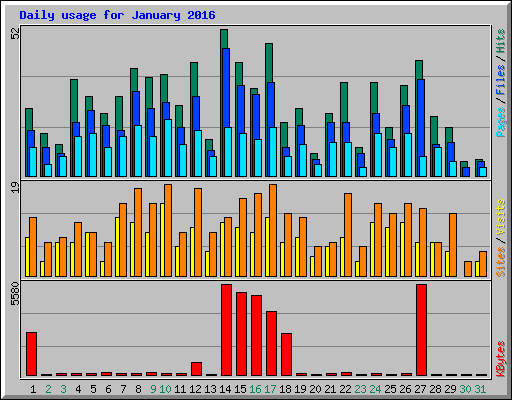 Daily usage for January 2016
52
Pages / Files / Hits
19
Sites / Visits
5580
KBytes
1 2 3 4 5 6 7 8 9 10 11 12 13 14 15 16 17 18 19 20 21 22 23 24 25 26 27 28 29 30 31